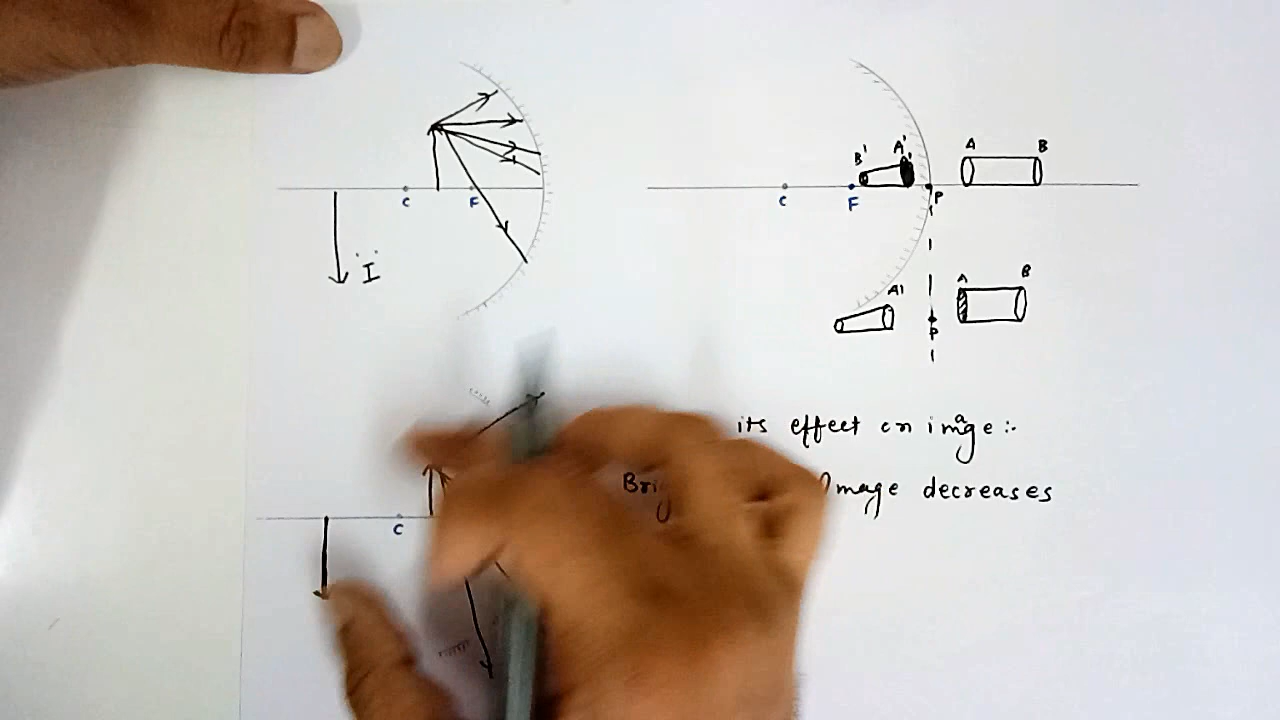 C F
I
B' A' A B
C F P
A B
A'
P
its effect on image :-
Image decreases
C